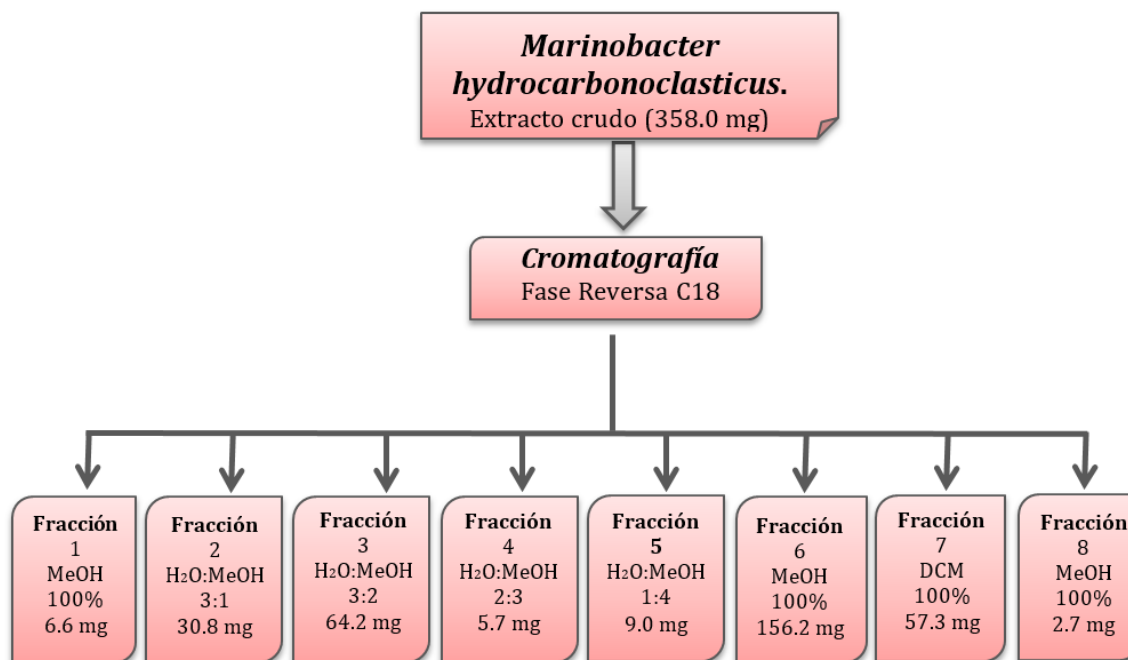 Marinobacter
hydrocarbonoclasticus.
Extracto crudo (358.0 mg)
Cromatografía
Fase Reversa C18
Fracción
1
MeOH
100%
6.6 mg
Fracción
2
H₂O:MeOH
3:1
30.8 mg
Fracción
3
H₂O:MeOH
3:2
64.2 mg
Fracción
4
H₂O:MeOH
2:3
5.7 mg
Fracción
5
H₂O:MeOH
1:4
9.0 mg
Fracción
6
MeOH
100%
156.2 mg
Fracción
7
DCM
100%
57.3 mg
Fracción
8
MeOH
100%
2.7 mg